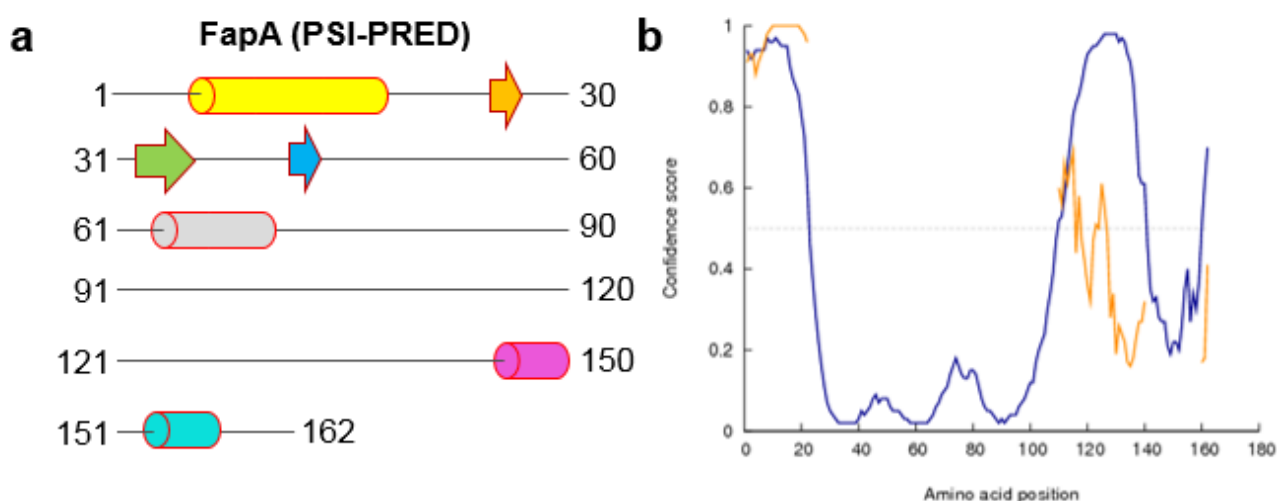 a
FapA (PSI-PRED)
1 30
31 60
61 90
91 120
121 150
151 162
b
1
0.8
0.6
0.4
0.2
0
Confidence score
0 20 40 60 80 100 120 140 160 180
Amino acid position